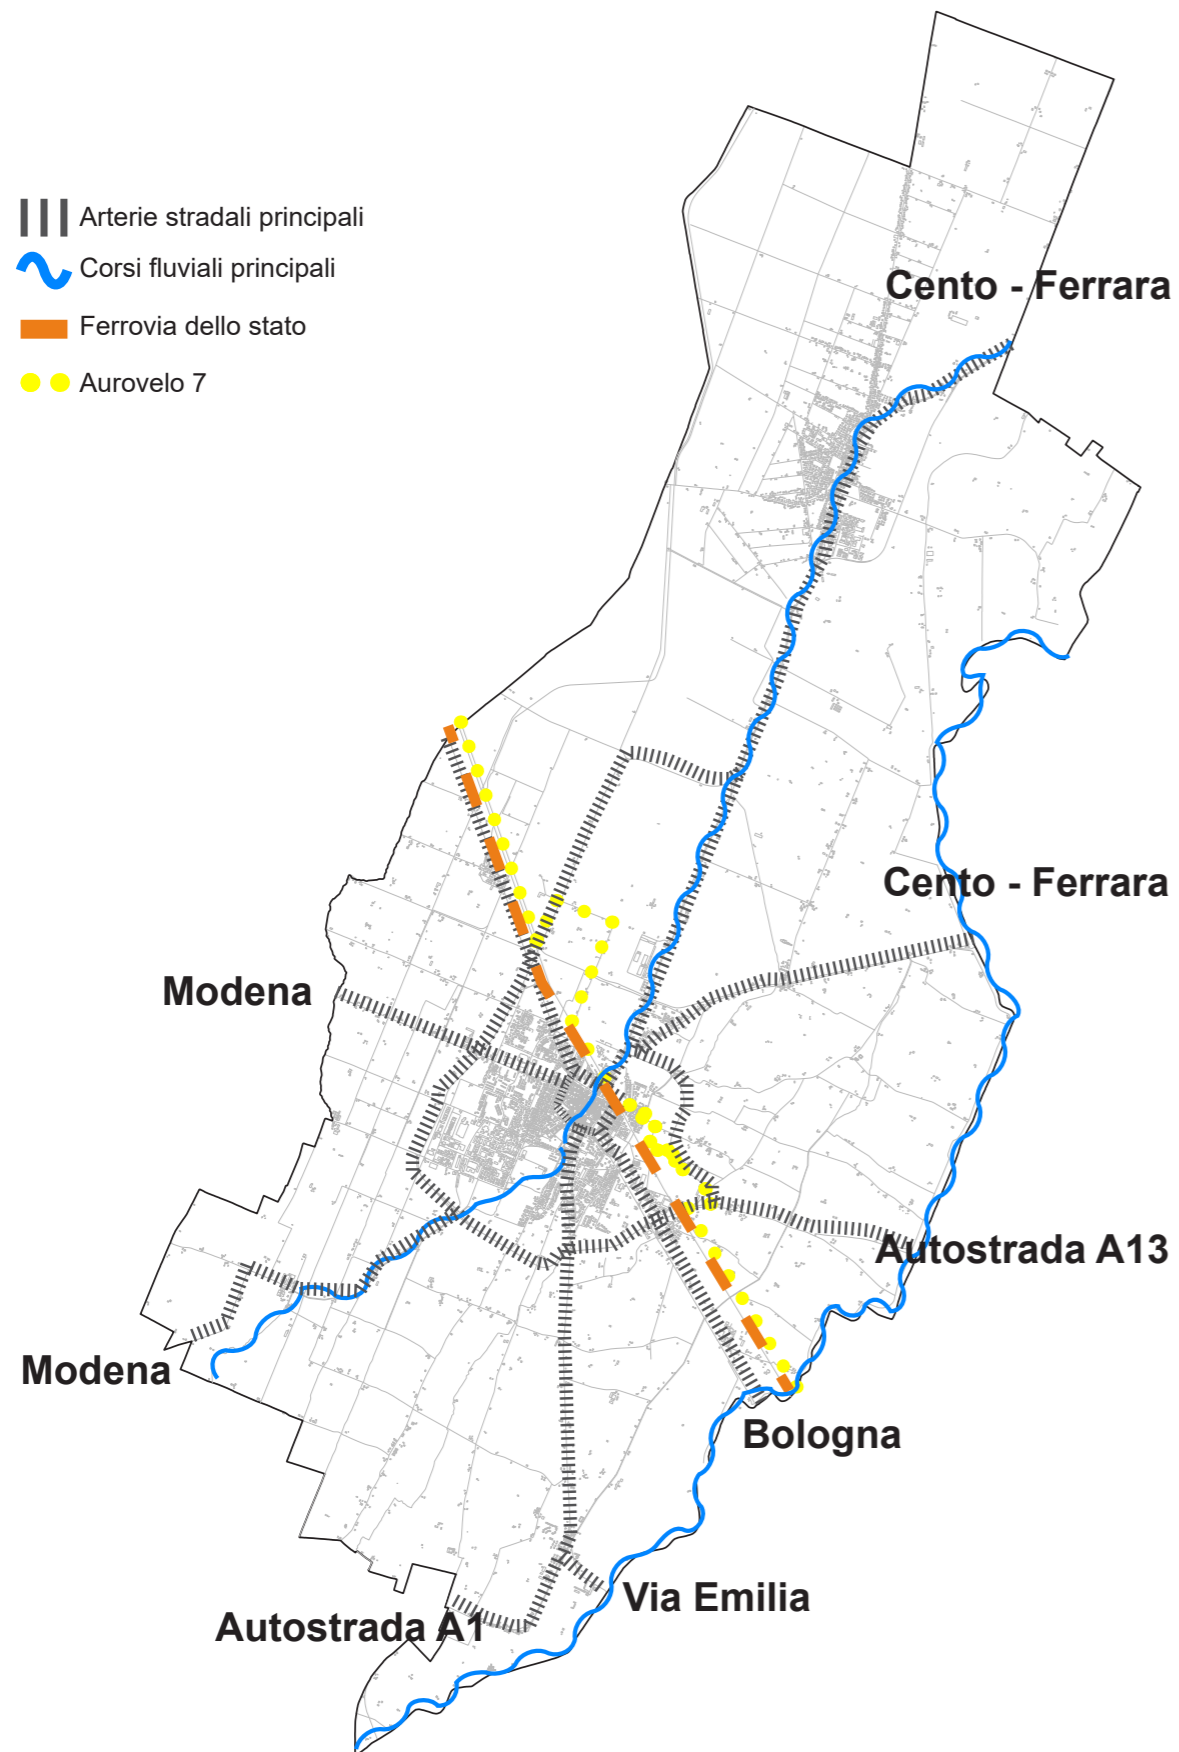 Arterie stradali principali
Corsi fluviali principali
Ferrovia dello stato
Aurovelo 7
Cento - Ferrara
Cento - Ferrara
Modena
Autostrada A13
Modena
Bologna
Via Emilia
Autostrada A1